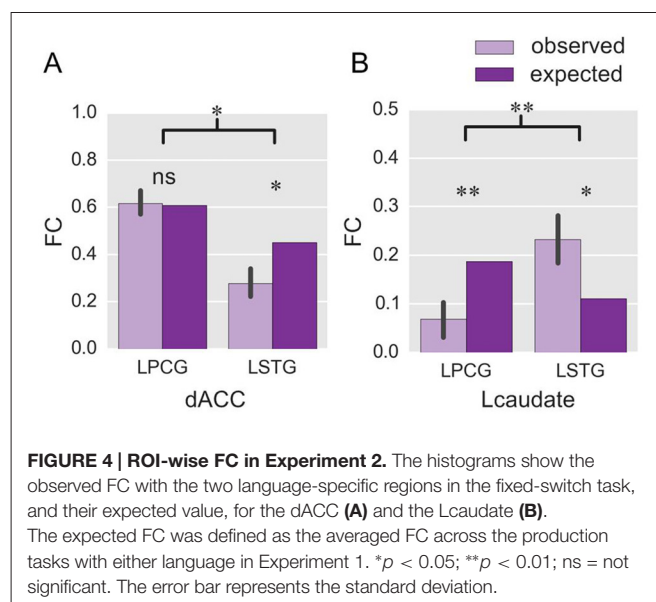 observed
expected
A
B
*
**
ns
*
**
*
1.0
0.8
0.6
0.4
0.2
0.0
FC
0.5
0.4
0.3
0.2
0.1
0.0
FC
LPCG
LSTG
LPCG
LSTG
dACC
Lcaudate
FIGURE 4 | ROI-wise FC in Experiment 2. The histograms show the
observed FC with the two language-specific regions in the fixed-switch task,
and their expected value, for the dACC (A) and the Lcaudate (B).
The expected FC was defined as the averaged FC across the production
tasks with either language in Experiment 1. *p < 0.05; **p < 0.01; ns = not
significant. The error bar represents the standard deviation.